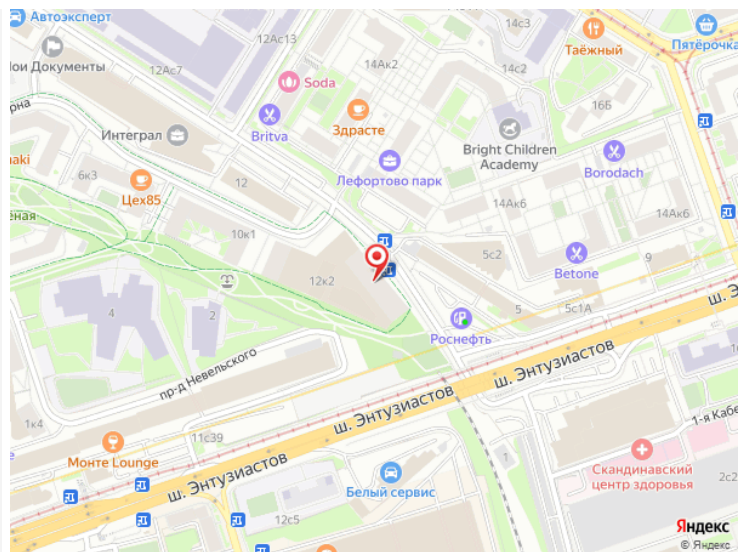 Автоэксперт
12Ас13
14с3
Таёжный
Пятёрочка
Мои Документы
12Ас7
14Ак2
14с2
Soda
16Б
Britva
Здрасте
Интеграл
Bright Children
Academy
Borodach
6к3
12
Лефортово парк
Цех85
14Ак6
14Ак6
10к1
5с2
9
Betone
12к2
5
5с1А
4
2
Роснефть
ш. Э
пр-д Невельского
ш. Энтузиастов
1к4
ш. Энтузиастов
1-я Кабе
11с39
Монте Lounge
1
Скандинавский
центр здоровья
2с2
ш. Энтузиастов
Белый сервис
12с5
Яндекс
© Яндекс